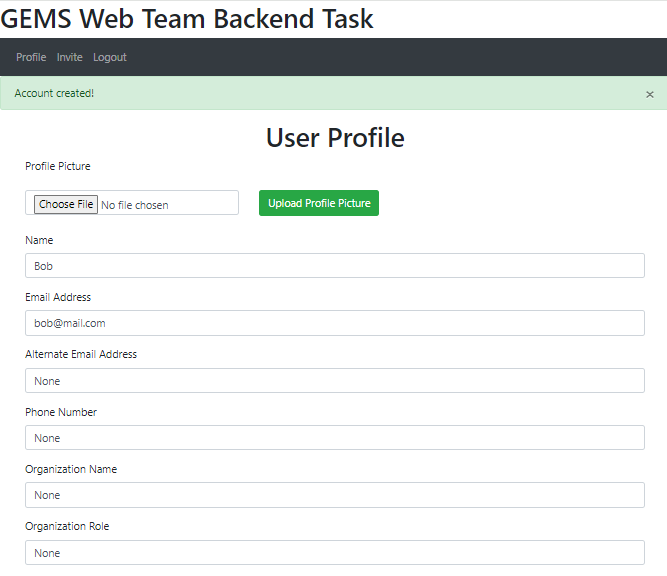 GEMS Web Team Backend Task
Profile Invite Logout
Account created! ×
User Profile
Profile Picture
Choose File No file chosen Upload Profile Picture
Name
Bob
Email Address
bob@mail.com
Alternate Email Address
None
Phone Number
None
Organization Name
None
Organization Role
None